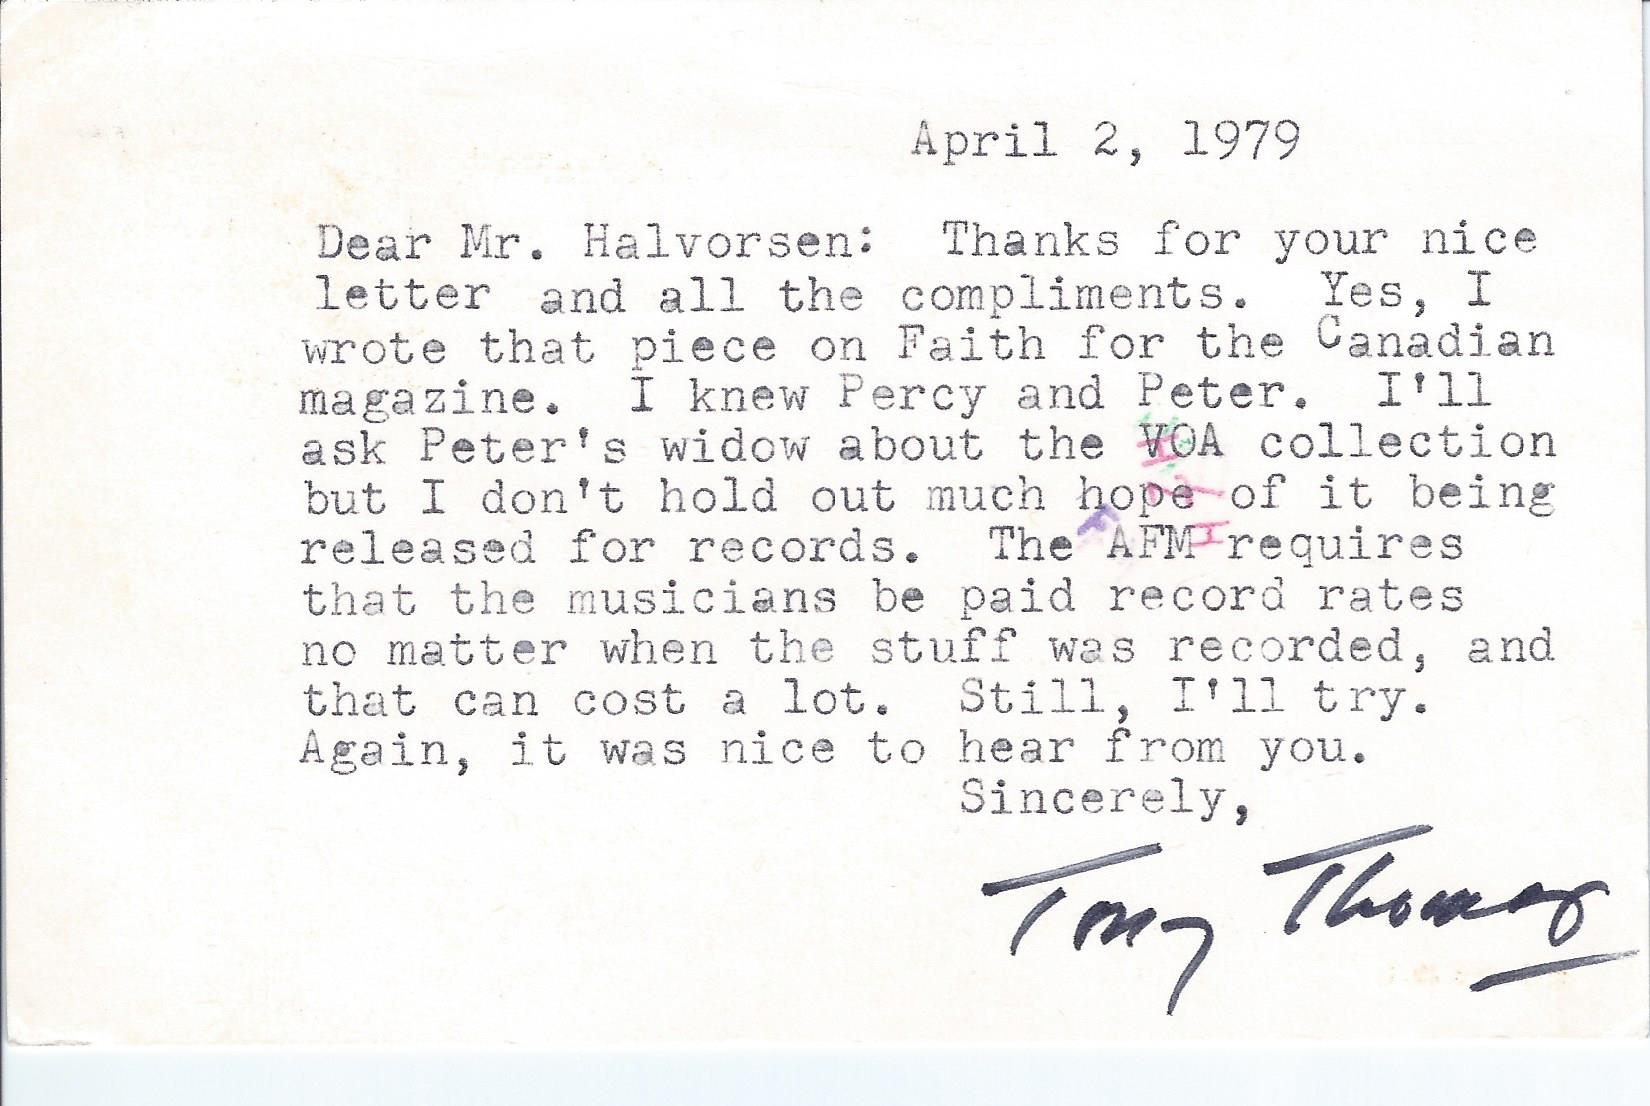 April 2, 1979
Dear Mr. Halvorsen:  Thanks for your nice
letter and all the compliments.  Yes, I
wrote that piece on Faith for the Canadian
magazine.  I knew Percy and Peter.  I'll
ask Peter's widow about the VOA collection
but I don't hold out much hope of it being
released for records.  The AFM requires
that the musicians be paid record rates
no matter when the stuff was recorded, and
that can cost a lot.  Still, I'll try.
Again, it was nice to hear from you.
Sincerely,
Tony Thomas